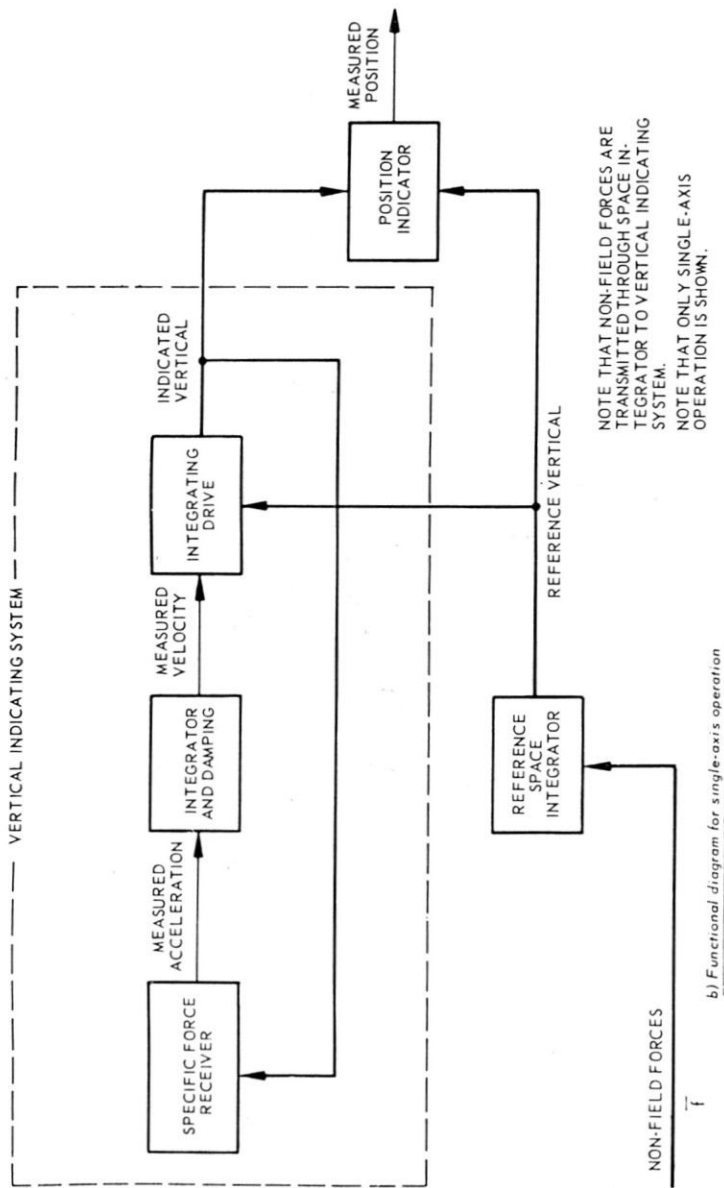 VERTICAL INDICATING SYSTEM
SPECIFIC FORCE
RECEIVER
MEASURED
ACCELERATION
INTEGRATOR
AND DAMPING
MEASURED
VELOCITY
INTEGRATING
DRIVE
INDICATED
VERTICAL
POSITION
INDICATOR
MEASURED
POSITION
REFERENCE
SPACE
INTEGRATOR
REFERENCE VERTICAL
NON-FIELD FORCES
f
NOTE THAT NON-FIELD FORCES ARE
TRANSMITTED THROUGH SPACE IN-
TEGRATOR TO VERTICAL INDICATING
SYSTEM.
NOTE THAT ONLY SINGLE-AXIS
OPERATION IS SHOWN.
b) Functional diagram for single-axis operation